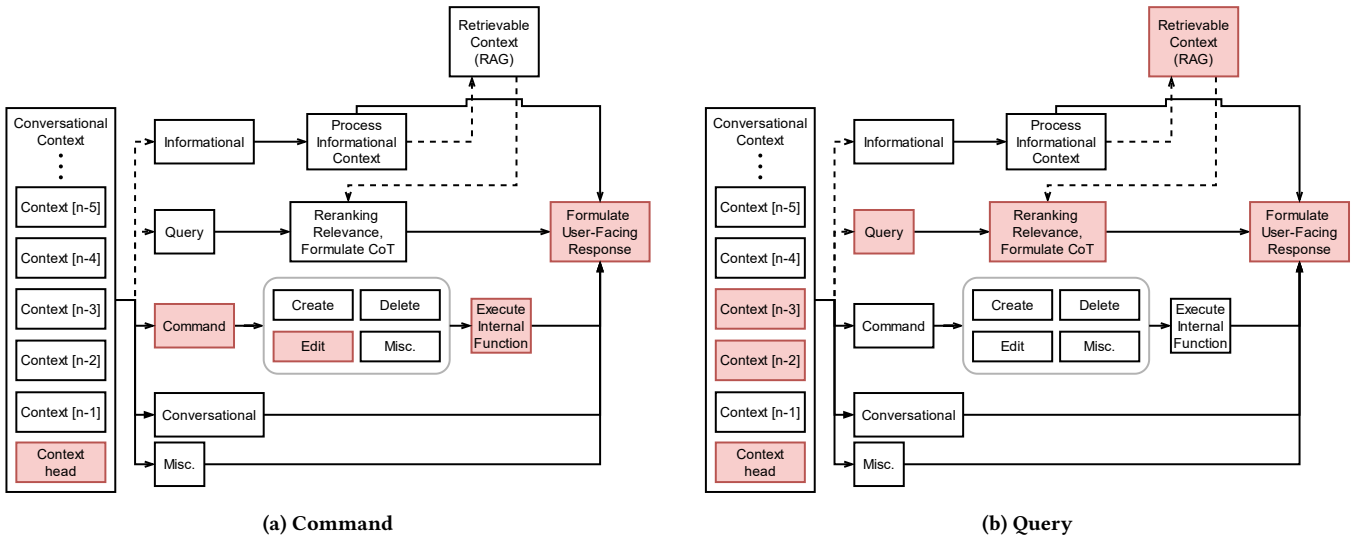 Retrievable
Context
(RAG)
Conversational
Context
Context [n-5]
Context [n-4]
Context [n-3]
Context [n-2]
Context [n-1]
Context
head
Informational
Process
Informational
Context
Query
Reranking
Relevance,
Formulate CoT
Formulate
User-Facing
Response
Command
Create
Delete
Edit
Misc.
Execute
Internal
Function
Conversational
Misc.
(a) Command
Retrievable
Context
(RAG)
Conversational
Context
Context [n-5]
Context [n-4]
Context [n-3]
Context [n-2]
Context [n-1]
Context
head
Informational
Process
Informational
Context
Query
Reranking
Relevance,
Formulate CoT
Formulate
User-Facing
Response
Command
Create
Delete
Edit
Misc.
Execute
Internal
Function
Conversational
Misc.
(b) Query